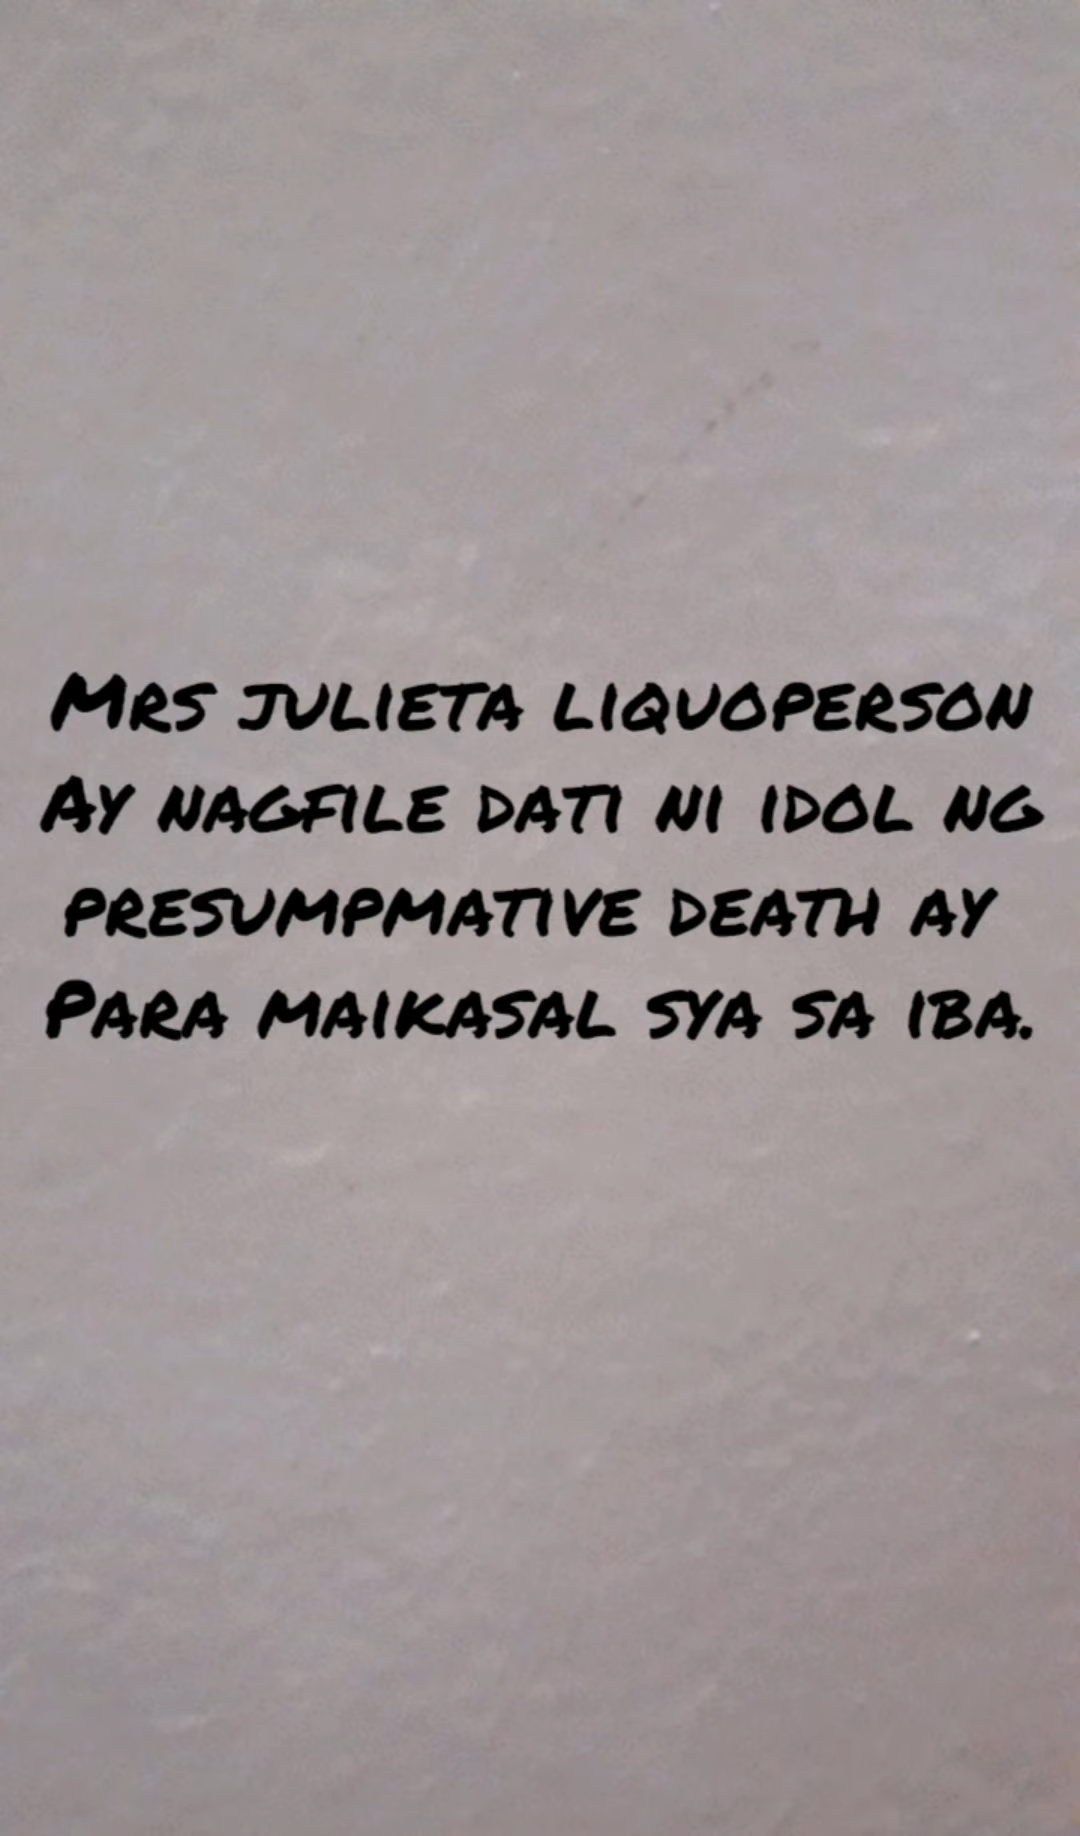 Mrs julieta liquoperson
Ay nagfile dati ni idol ng
presumpmative death ay
Para maikasal sya sa iba.